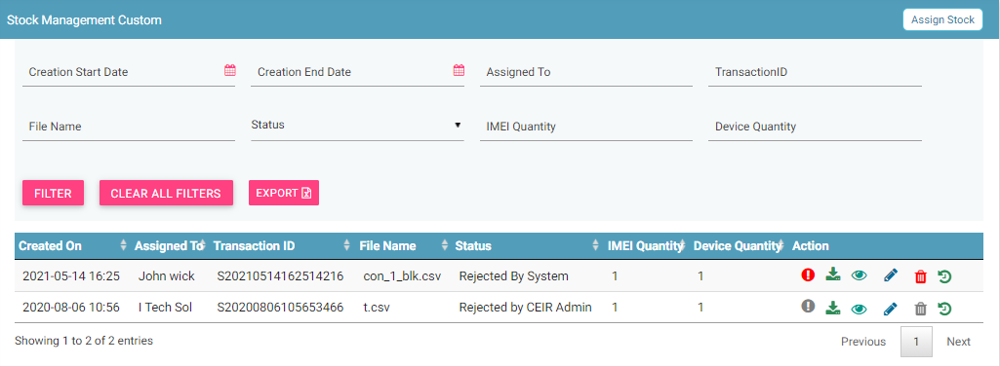 Stock Management Custom Assign Stock
Creation Start Date Creation End Date Assigned To TransactionID
File Name Status IMEI Quantity Device Quantity
FILTER CLEAR ALL FILTERS EXPORT
Created On Assigned To Transaction ID File Name Status IMEI Quantity Device Quantity Action
2021-05-14 16:25 John wick S20210514162514216 con_1_blk.csv Rejected By System 1 1
2020-08-06 10:56 I Tech Sol S20200806105653466 t.csv Rejected by CEIR Admin 1 1
Showing 1 to 2 of 2 entries Previous 1 Next